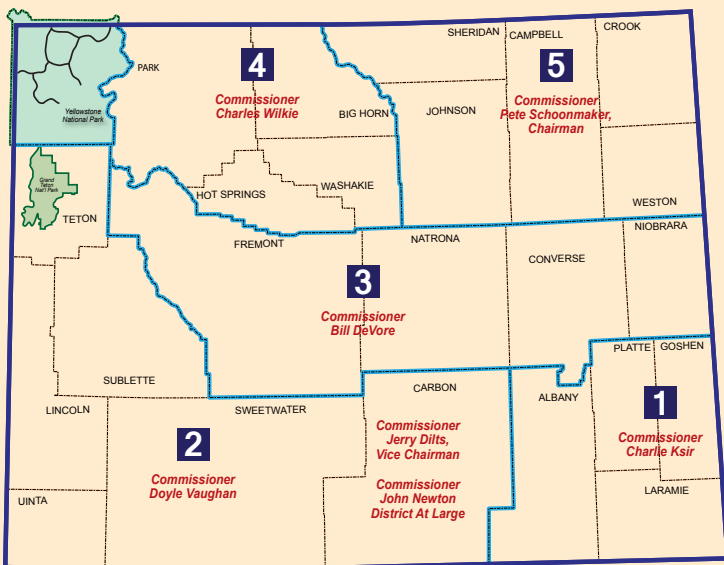 SHERIDAN
CAMPBELL
CROOK
PARK
4
5
Commissioner
Charles Wilkie
Commissioner
Pete Schoonmaker,
Chairman
BIG HORN
JOHNSON
Yellowstone
National Park
Grand
Teton
Nat'l Park
HOT SPRINGS
WASHAKIE
WESTON
TETON
NIOBRARA
FREMONT
NATRONA
CONVERSE
3
Commissioner
Bill DeVore
PLATTE
GOSHEN
SUBLETTE
CARBON
ALBANY
LINCOLN
SWEETWATER
1
Commissioner
Charlie Ksir
Commissioner
Jerry Dilts,
Vice Chairman
2
Commissioner
Doyle Vaughan
Commissioner
John Newton
District At Large
UINTA
LARAMIE